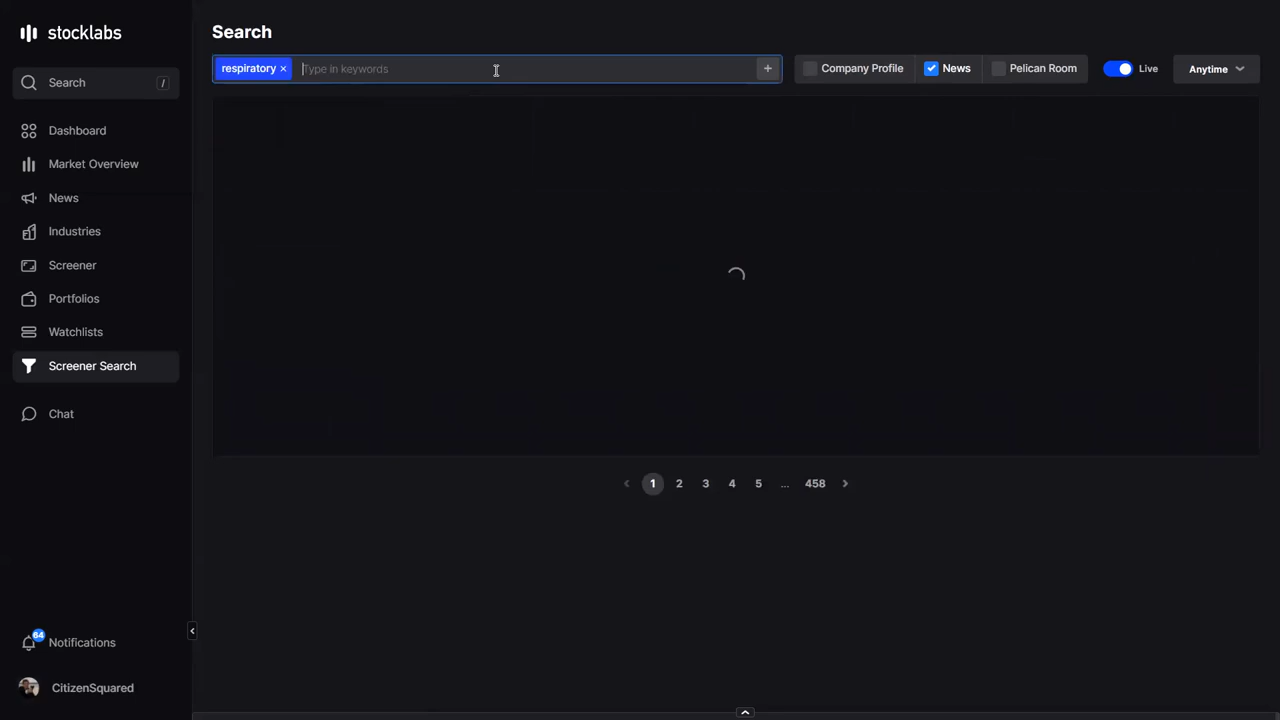 stocklabs
Search /
Dashboard
Market Overview
News
Industries
Screener
Portfolios
Watchlists
Screener Search
Chat
64
Notifications
CitizenSquared
Search
respiratory × Type in keywords +
Company Profile News Pelican Room Live Anytime
1 2 3 4 5 ... 458